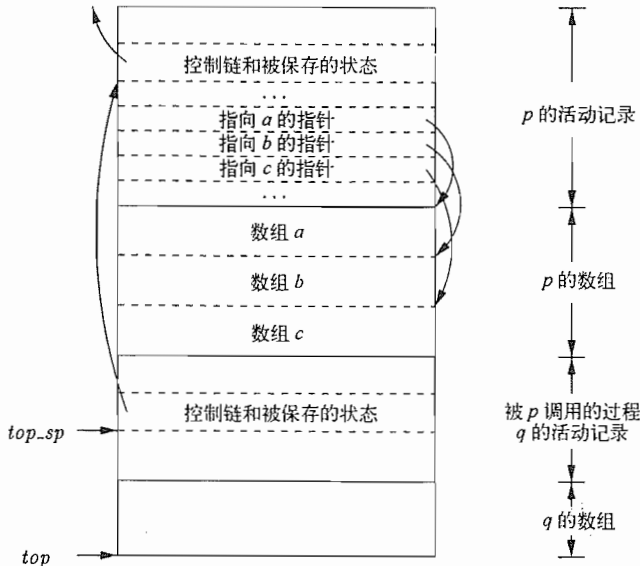 控制链和被保存的状态
...
指向 a 的指针
指向 b 的指针
指向 c 的指针
...
p 的活动记录
数组 a
数组 b
数组 c
p 的数组
控制链和被保存的状态
top_sp
被 p 调用的过程
q 的活动记录
q 的数组
top